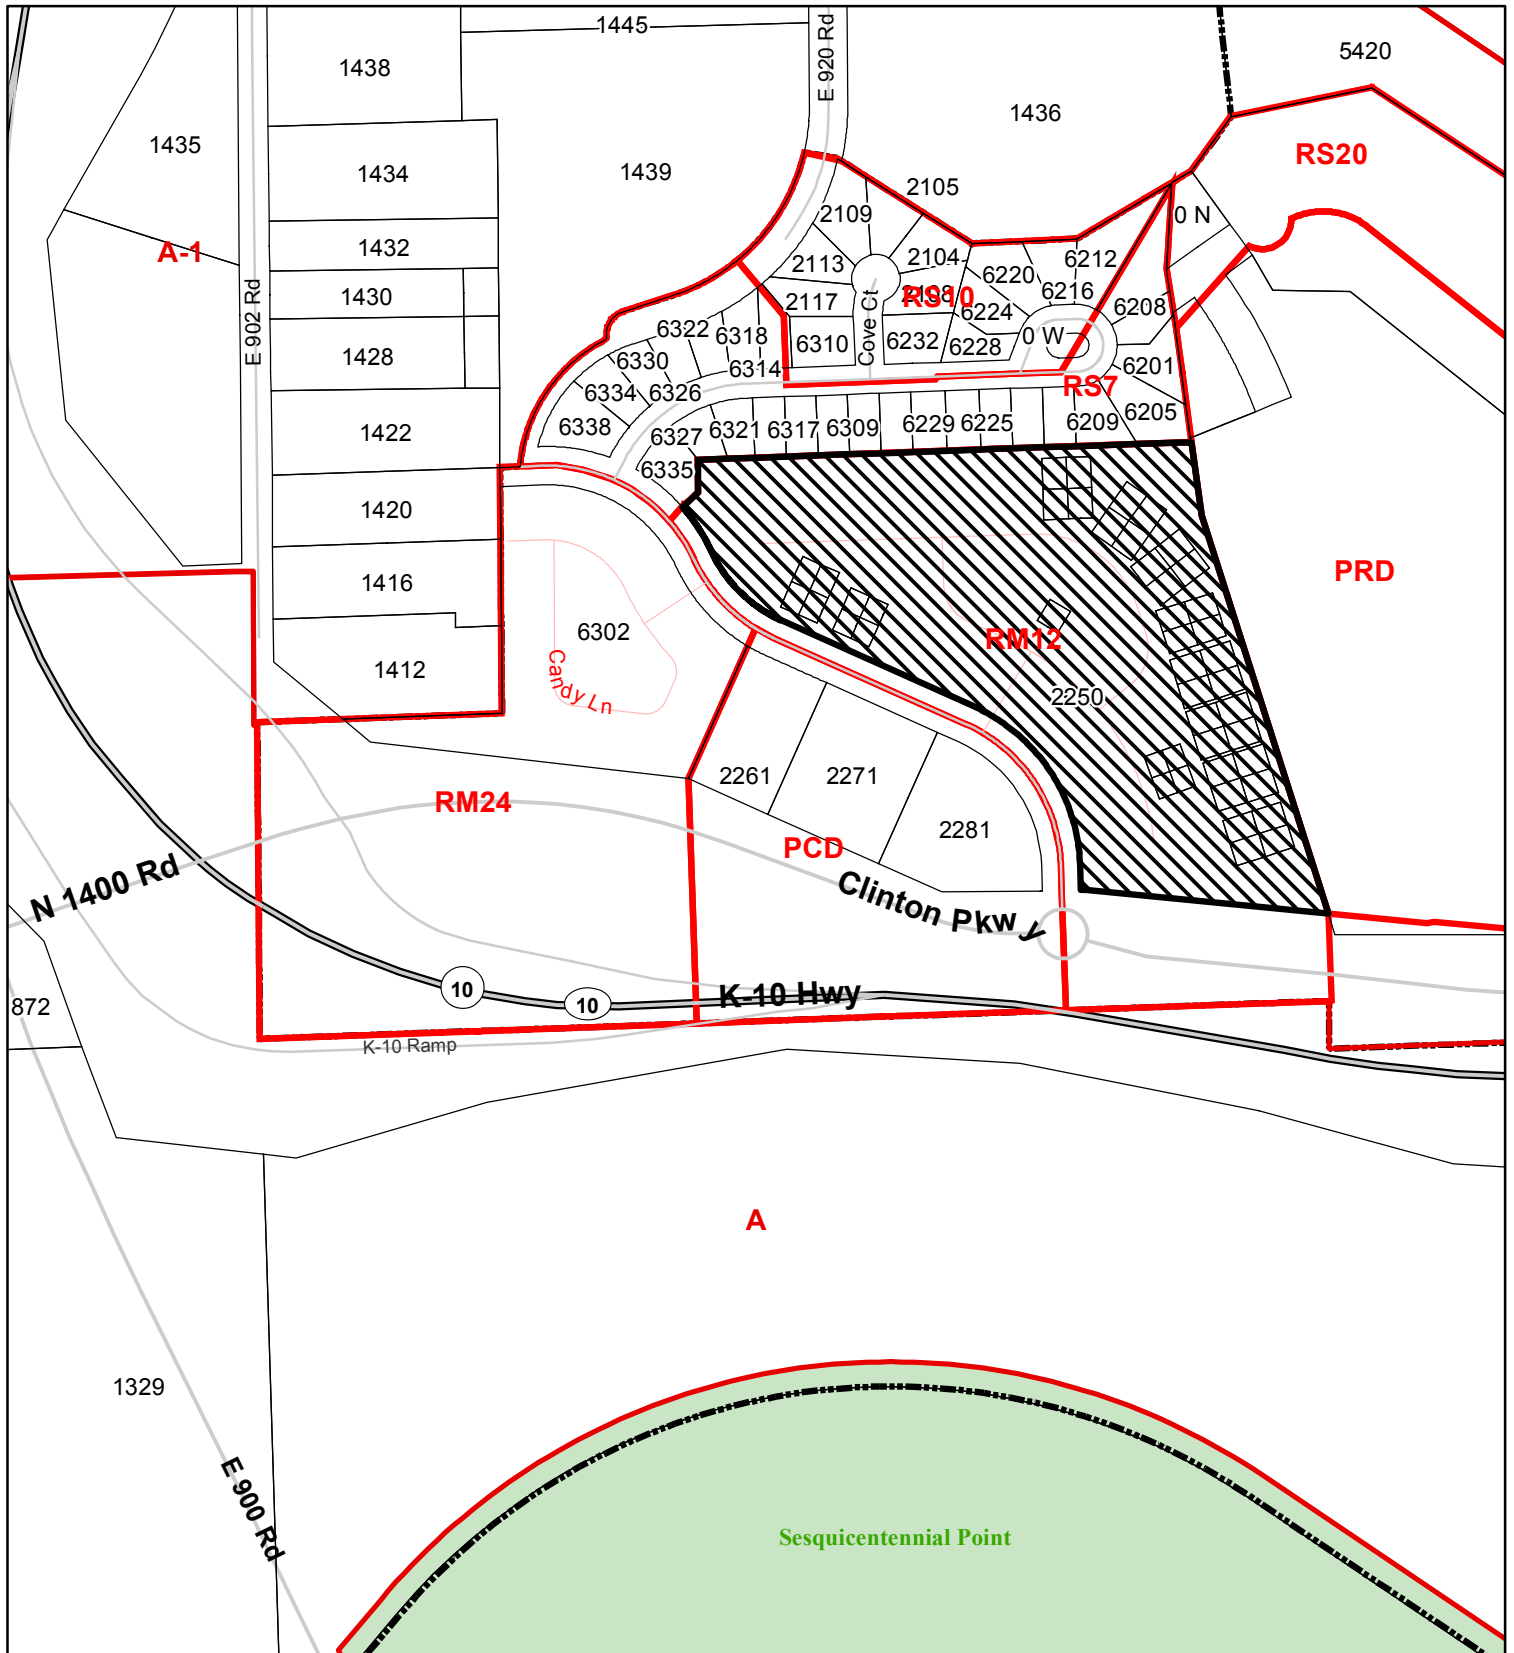 1445
E 920 Rd
5420
1438
1436
1435
1434
1439
RS20
2105
2109
0 N
1432
A-1
2113
2104
6220
6212
1430
E 902 Rd
2117
2108
RS10
6216
6208
6224
6322
6318
6310
Cove Ct
6232
6228
0 W
1428
6330
6314
6201
6334
6326
RS7
6205
6338
6327
6321
6317
6309
6229
6225
6209
1422
6335
1420
PRD
1416
6302
RM12
1412
Candy Ln
2250
2261
2271
RM24
2281
PCD
N 1400 Rd
Clinton Pkwy
10
10
K-10 Hwy
872
K-10 Ramp
A
1329
E 900 Rd
Sesquicentennial Point